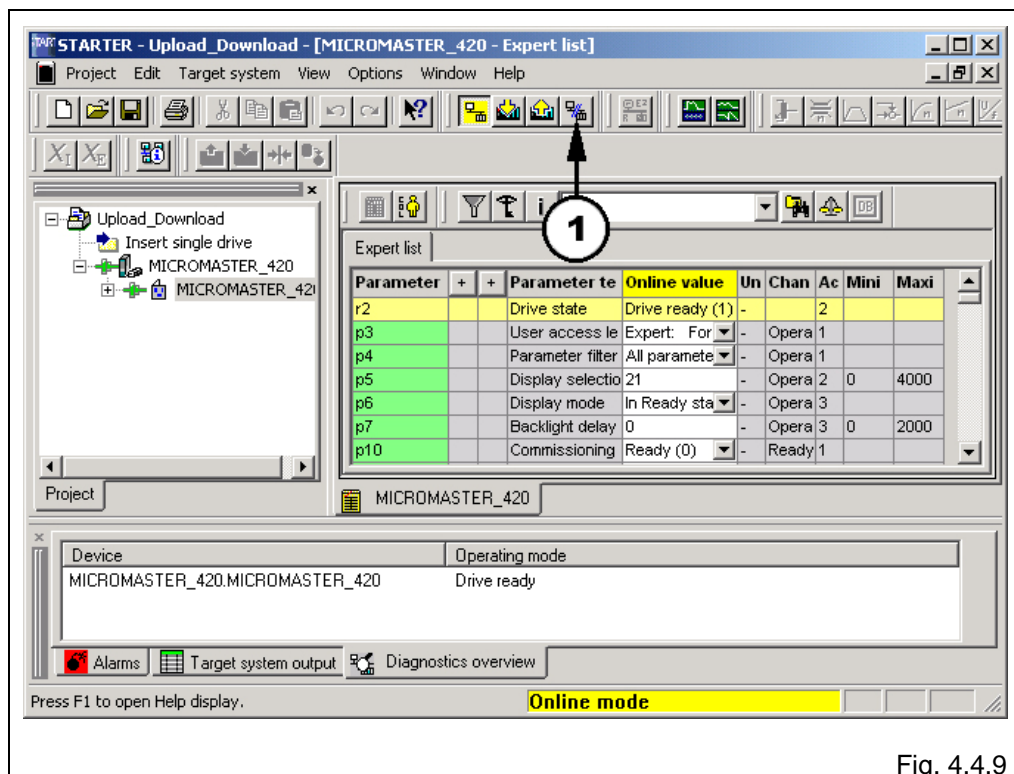 STARTER - Upload_Download - [MICROMASTER_420 - Expert list]
Project Edit Target system View Options Window Help
Upload_Download
Insert single drive
MICROMASTER_420
MICROMASTER_42
1
Expert list
Parameter + + Parameter te Online value Un Chan Ac Mini Maxi
r2 Drive state Drive ready (1) - 2
p3 User access le Expert: For - Opera 1
p4 Parameter filter All paramete - Opera 1
p5 Display selectio 21 - Opera 2 0 4000
p6 Display mode In Ready sta - Opera 3
p7 Backlight delay 0 - Opera 3 0 2000
p10 Commissioning Ready (0) - Ready 1
Project
MICROMASTER_420
Device Operating mode
MICROMASTER_420.MICROMASTER_420 Drive ready
Alarms Target system output Diagnostics overview
Press F1 to open Help display. Online mode
Fig. 4.4.9